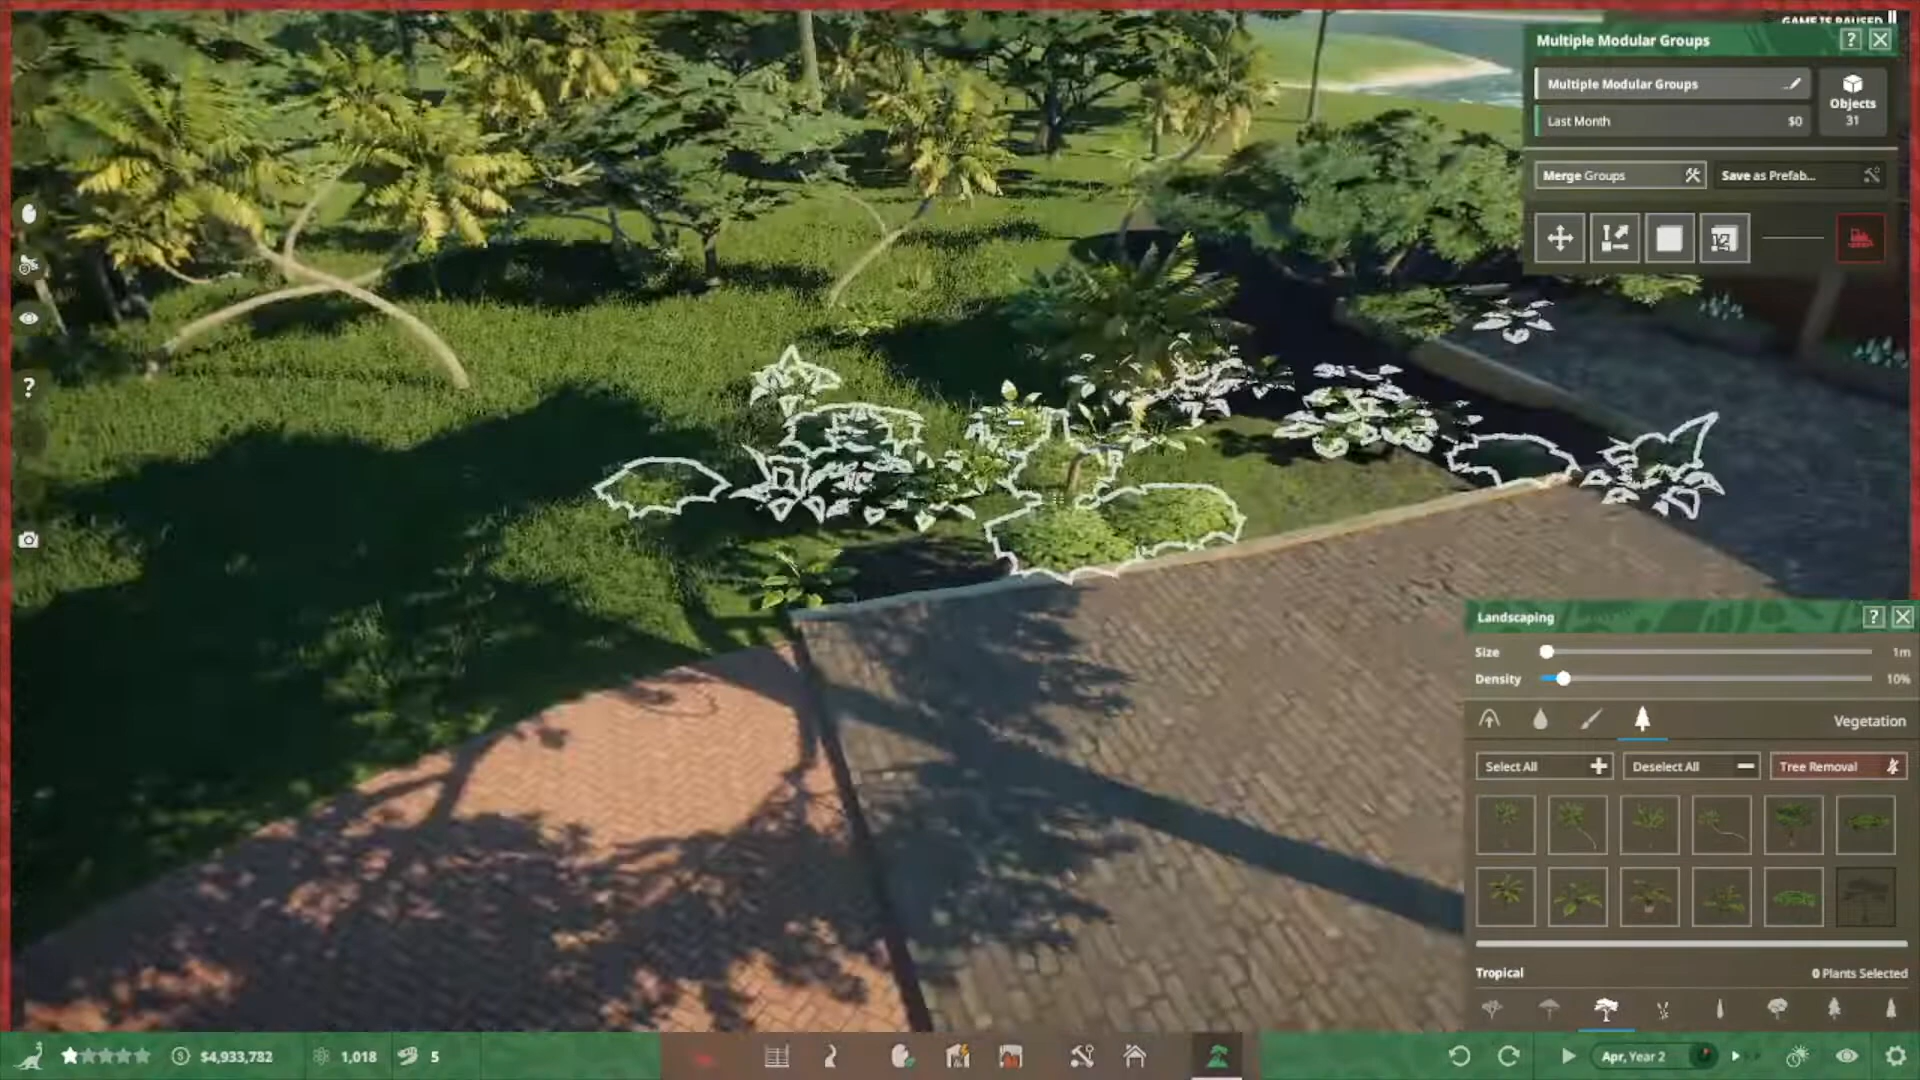 GAME IS PAUSED
Multiple Modular Groups
?
Multiple Modular Groups
Last Month $0
Objects
31
Merge Groups
Save as Prefab...
?
Landscaping
?
Size 1m
Density 10%
Vegetation
Select All
Deselect All
Tree Removal
Tropical
0 Plants Selected
$4,933,782
1,018
5
Apr, Year 2